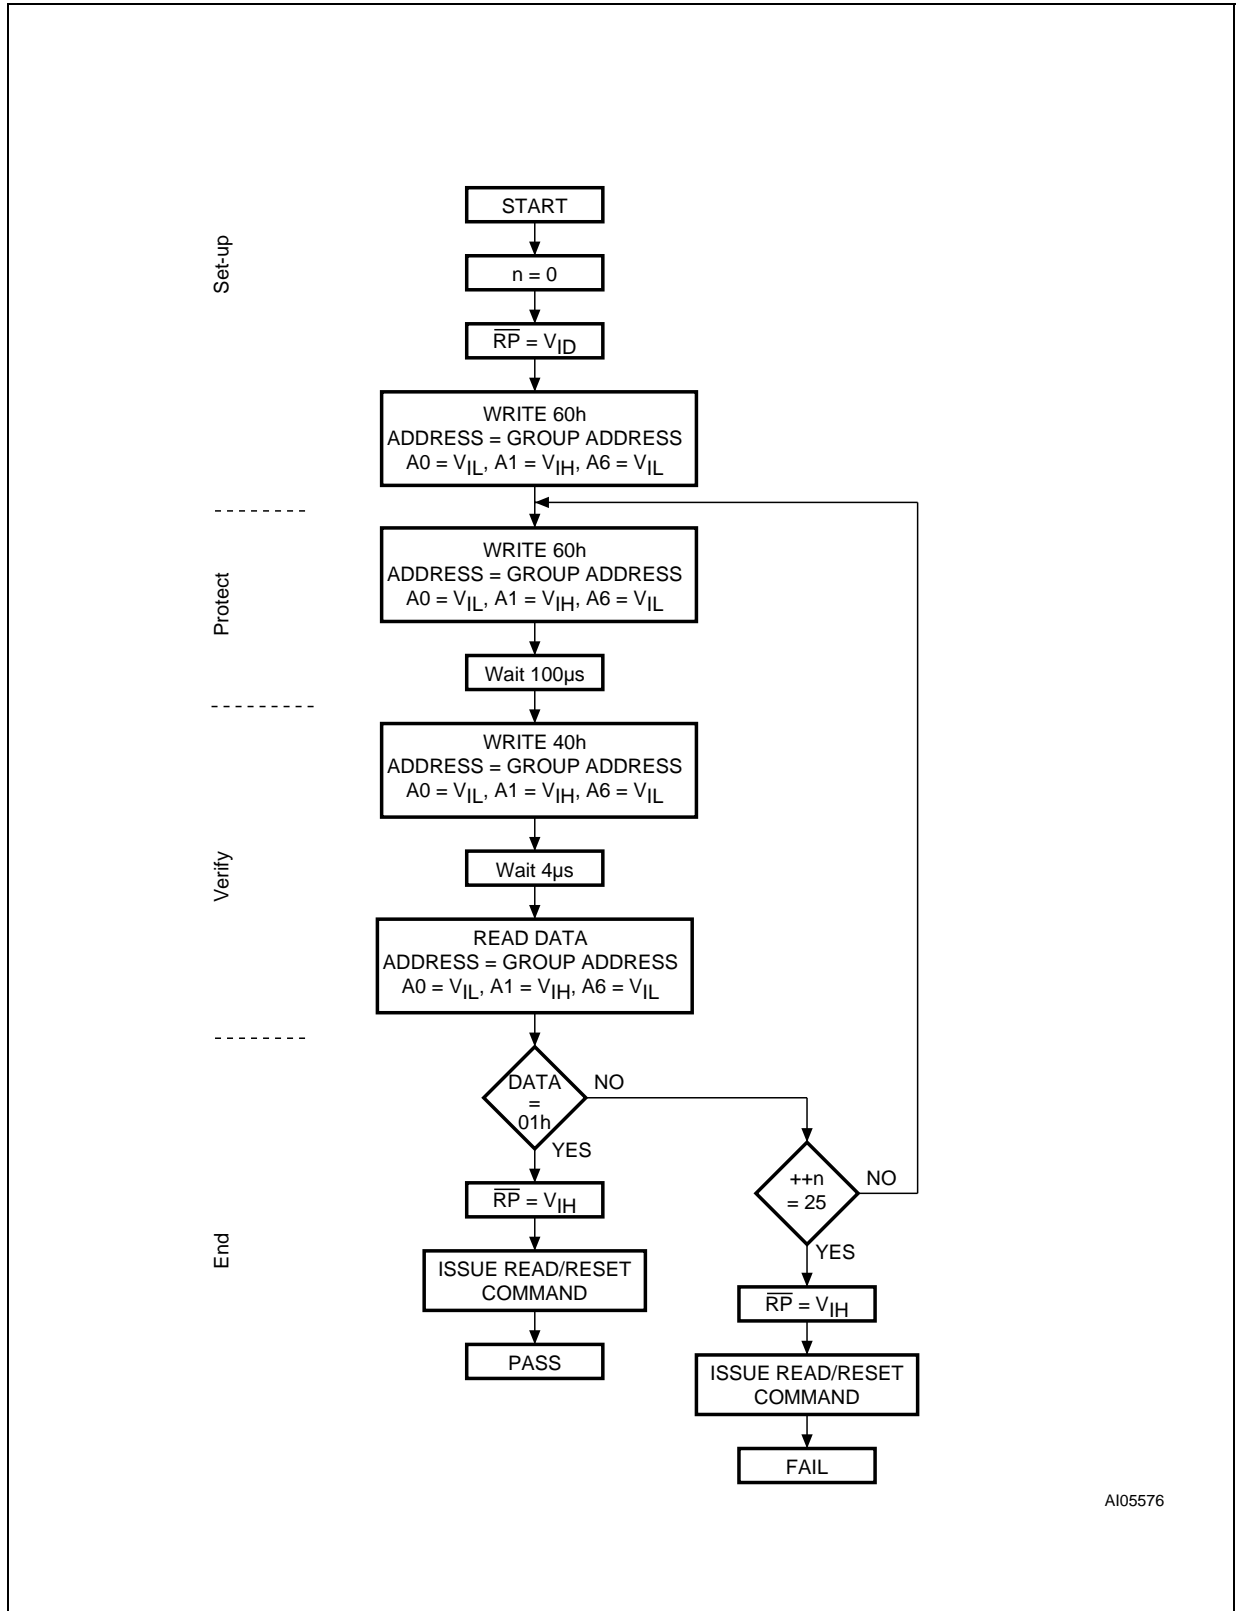 START
Set-up
n = 0
R̅P̅ = VID
WRITE 60h
ADDRESS = GROUP ADDRESS
A0 = VIL, A1 = VIH, A6 = VIL
Protect
WRITE 60h
ADDRESS = GROUP ADDRESS
A0 = VIL, A1 = VIH, A6 = VIL
Wait 100µs
WRITE 40h
ADDRESS = GROUP ADDRESS
A0 = VIL, A1 = VIH, A6 = VIL
Verify
Wait 4µs
READ DATA
ADDRESS = GROUP ADDRESS
A0 = VIL, A1 = VIH, A6 = VIL
DATA
=
01h
NO
YES
++n
= 25
NO
YES
End
R̅P̅ = VIH
ISSUE READ/RESET
COMMAND
PASS
R̅P̅ = VIH
ISSUE READ/RESET
COMMAND
FAIL
AI05576